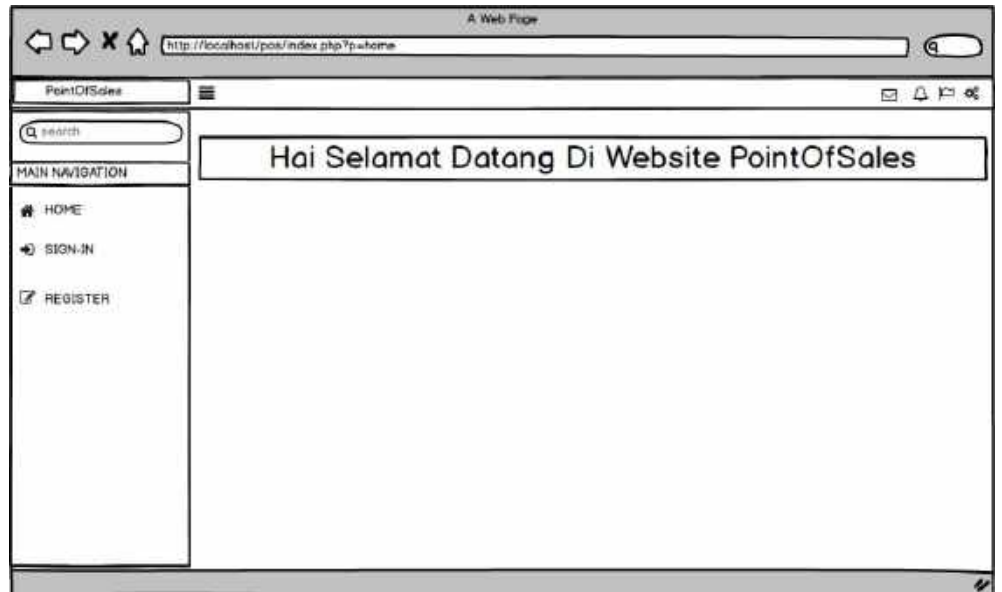 A Web Page
http://localhost/pos/index.php?p=home
PointOfSales
search
Hai Selamat Datang Di Website PointOfSales
MAIN NAVIGATION
HOME
SIGN-IN
REGISTER